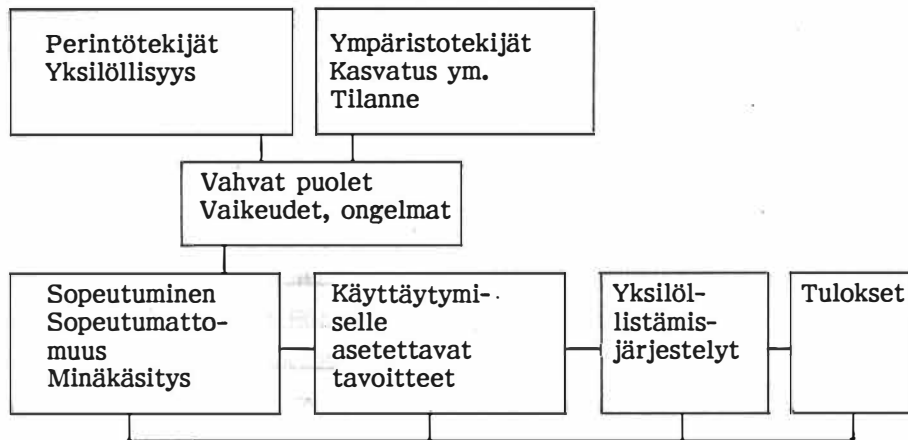 Perintötekijät
Yksilöllisyys
Ympäristotekijät
Kasvatus ym.
Tilanne
Vahvat puolet
Vaikeudet, ongelmat
Sopeutuminen
Sopeutumatto-
muus
Minäkäsitys
Käyttäytymi-
selle
asetettavat
tavoitteet
Yksilöl-
listämis-
järjestelyt
Tulokset